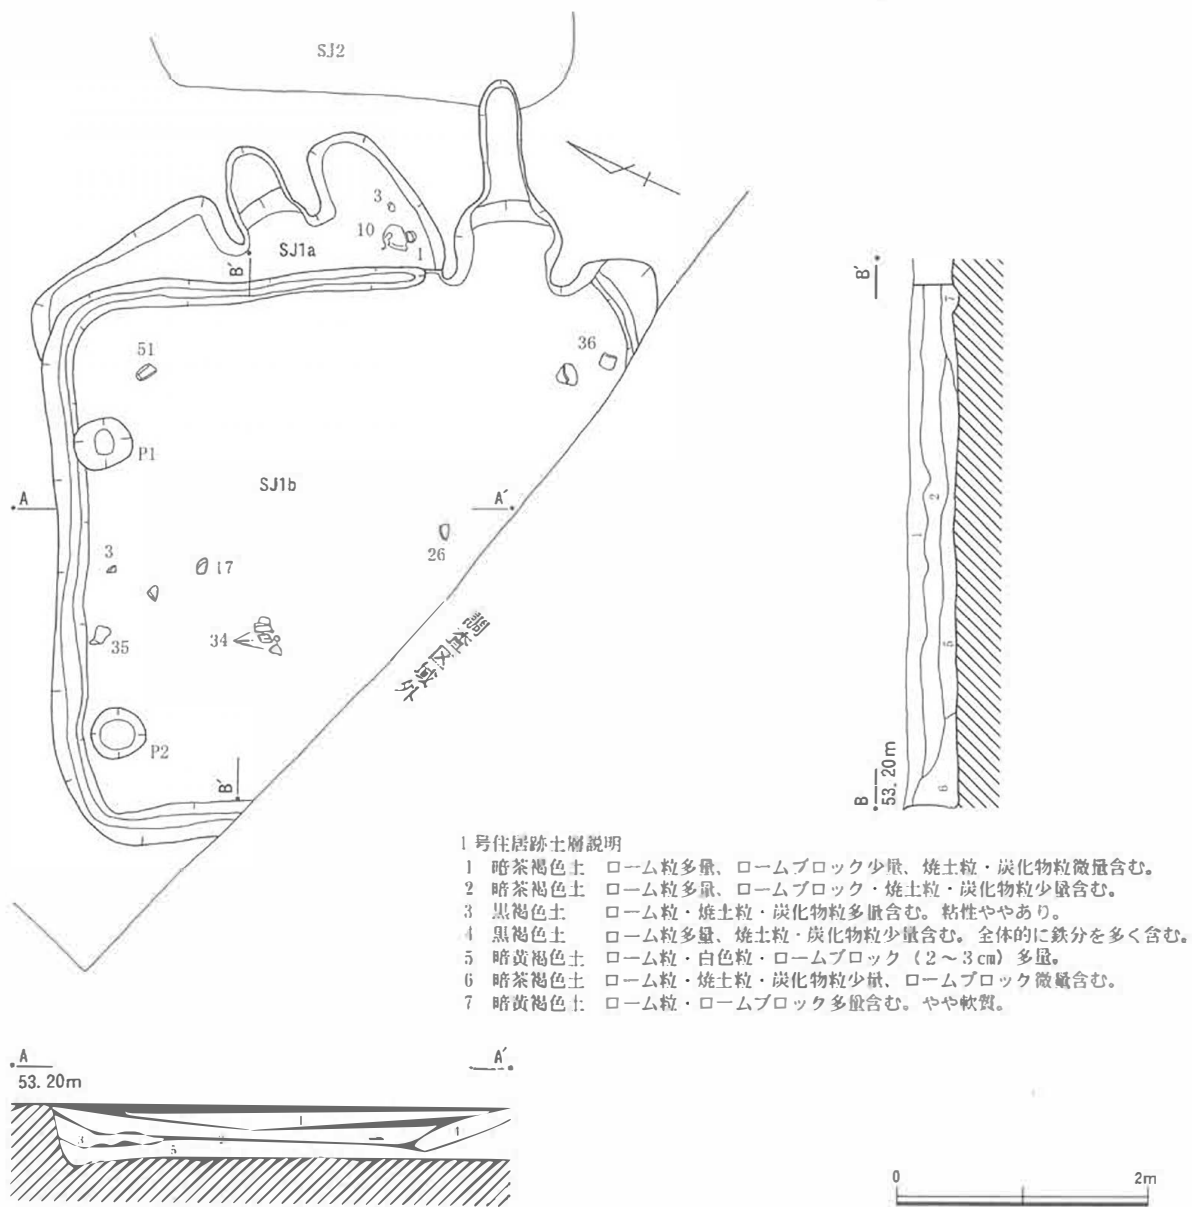 SJ2
3
10
1
SJ1a
B′
51
36
P1
SJ1b
A
A′
26
3
17
35
34
調査区域外
P2
B′
B′
7
2
1
5
6
B
53.20m
1号住居跡土層説明
1 暗茶褐色土 ローム粒多量、ロームブロック少量、焼土粒・炭化物粒微量含む。
2 暗茶褐色土 ローム粒多量、ロームブロック・焼土粒・炭化物粒少量含む。
3 黒褐色土 ローム粒・焼土粒・炭化物粒多量含む。粘性ややあり。
4 黒褐色土 ローム粒多量、焼土粒・炭化物粒少量含む。全体的に鉄分を多く含む。
5 暗黄褐色土 ローム粒・白色粒・ロームブロック（2～3㎝）多量。
6 暗茶褐色土 ローム粒・焼土粒・炭化物粒少量、ロームブロック微量含む。
7 暗黄褐色土 ローム粒・ロームブロック多量含む。やや軟質。
A
A′
53.20m
1
2
3
4
5
0
2m